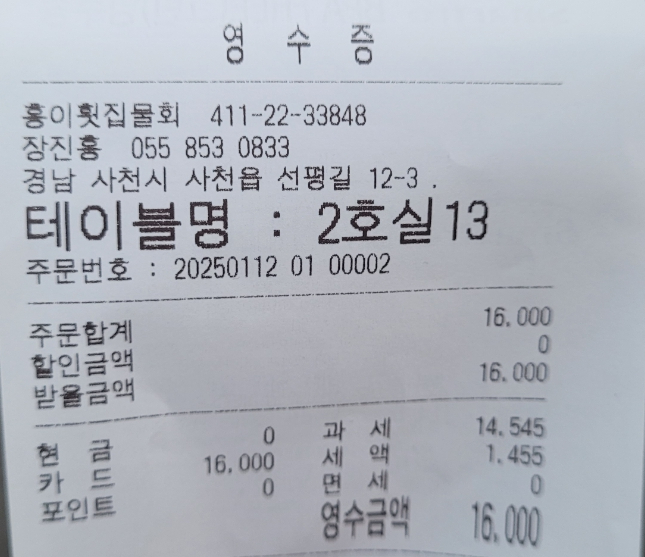 영 수 증
홍이횟집물회 411-22-33848
장진홍 055 853 0833
경남 사천시 사천읍 선평길 12-3 .
테이블명 : 2호실13
주문번호 : 20250112 01 00002
주문합계 16,000
할인금액 0
받을금액 16,000
현 금 0 과 세 14,545
카 드 16,000 세 액 1,455
포인트 0 면 세 0
영수금액 16,000